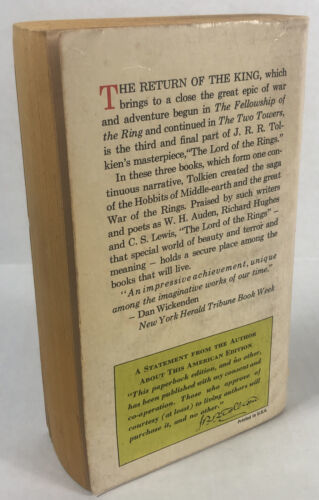 THE RETURN OF THE KING, which
brings to a close the great epic of war
and adventure begun in The Fellowship of
the Ring and continued in The Two Towers,
is the third and final part of J. R. R. Tol-
kien's masterpiece, "The Lord of the Rings."
In these three books, which form one con-
tinuous narrative, Tolkien created the saga
of the Hobbits of Middle-earth and the great
War of the Rings. Praised by such writers
and poets as W. H. Auden, Richard Hughes
and C. S. Lewis, "The Lord of the Rings" –
that special world of beauty and terror and
meaning – holds a secure place among the
books that will live.
"An impressive achievement, unique
among the imaginative works of our time."
– Dan Wickenden
New York Herald Tribune Book Week
A STATEMENT FROM THE AUTHOR
ABOUT THIS AMERICAN EDITION
"This paperback edition, and no other,
has been published with my consent and
co-operation. Those who approve of
courtesy (at least) to living authors will
purchase it, and no other."
JRRTolkien
Printed in U.S.A.